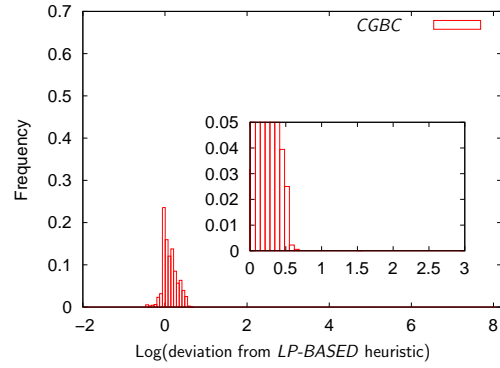 0.7
CGBC
0.6
0.5
0.4
0.3
0.2
0.1
0
Frequency
0.05
0.04
0.03
0.02
0.01
0
0 0.5 1 1.5 2 2.5 3
−2 0 2 4 6 8
Log(deviation from LP-BASED heuristic)